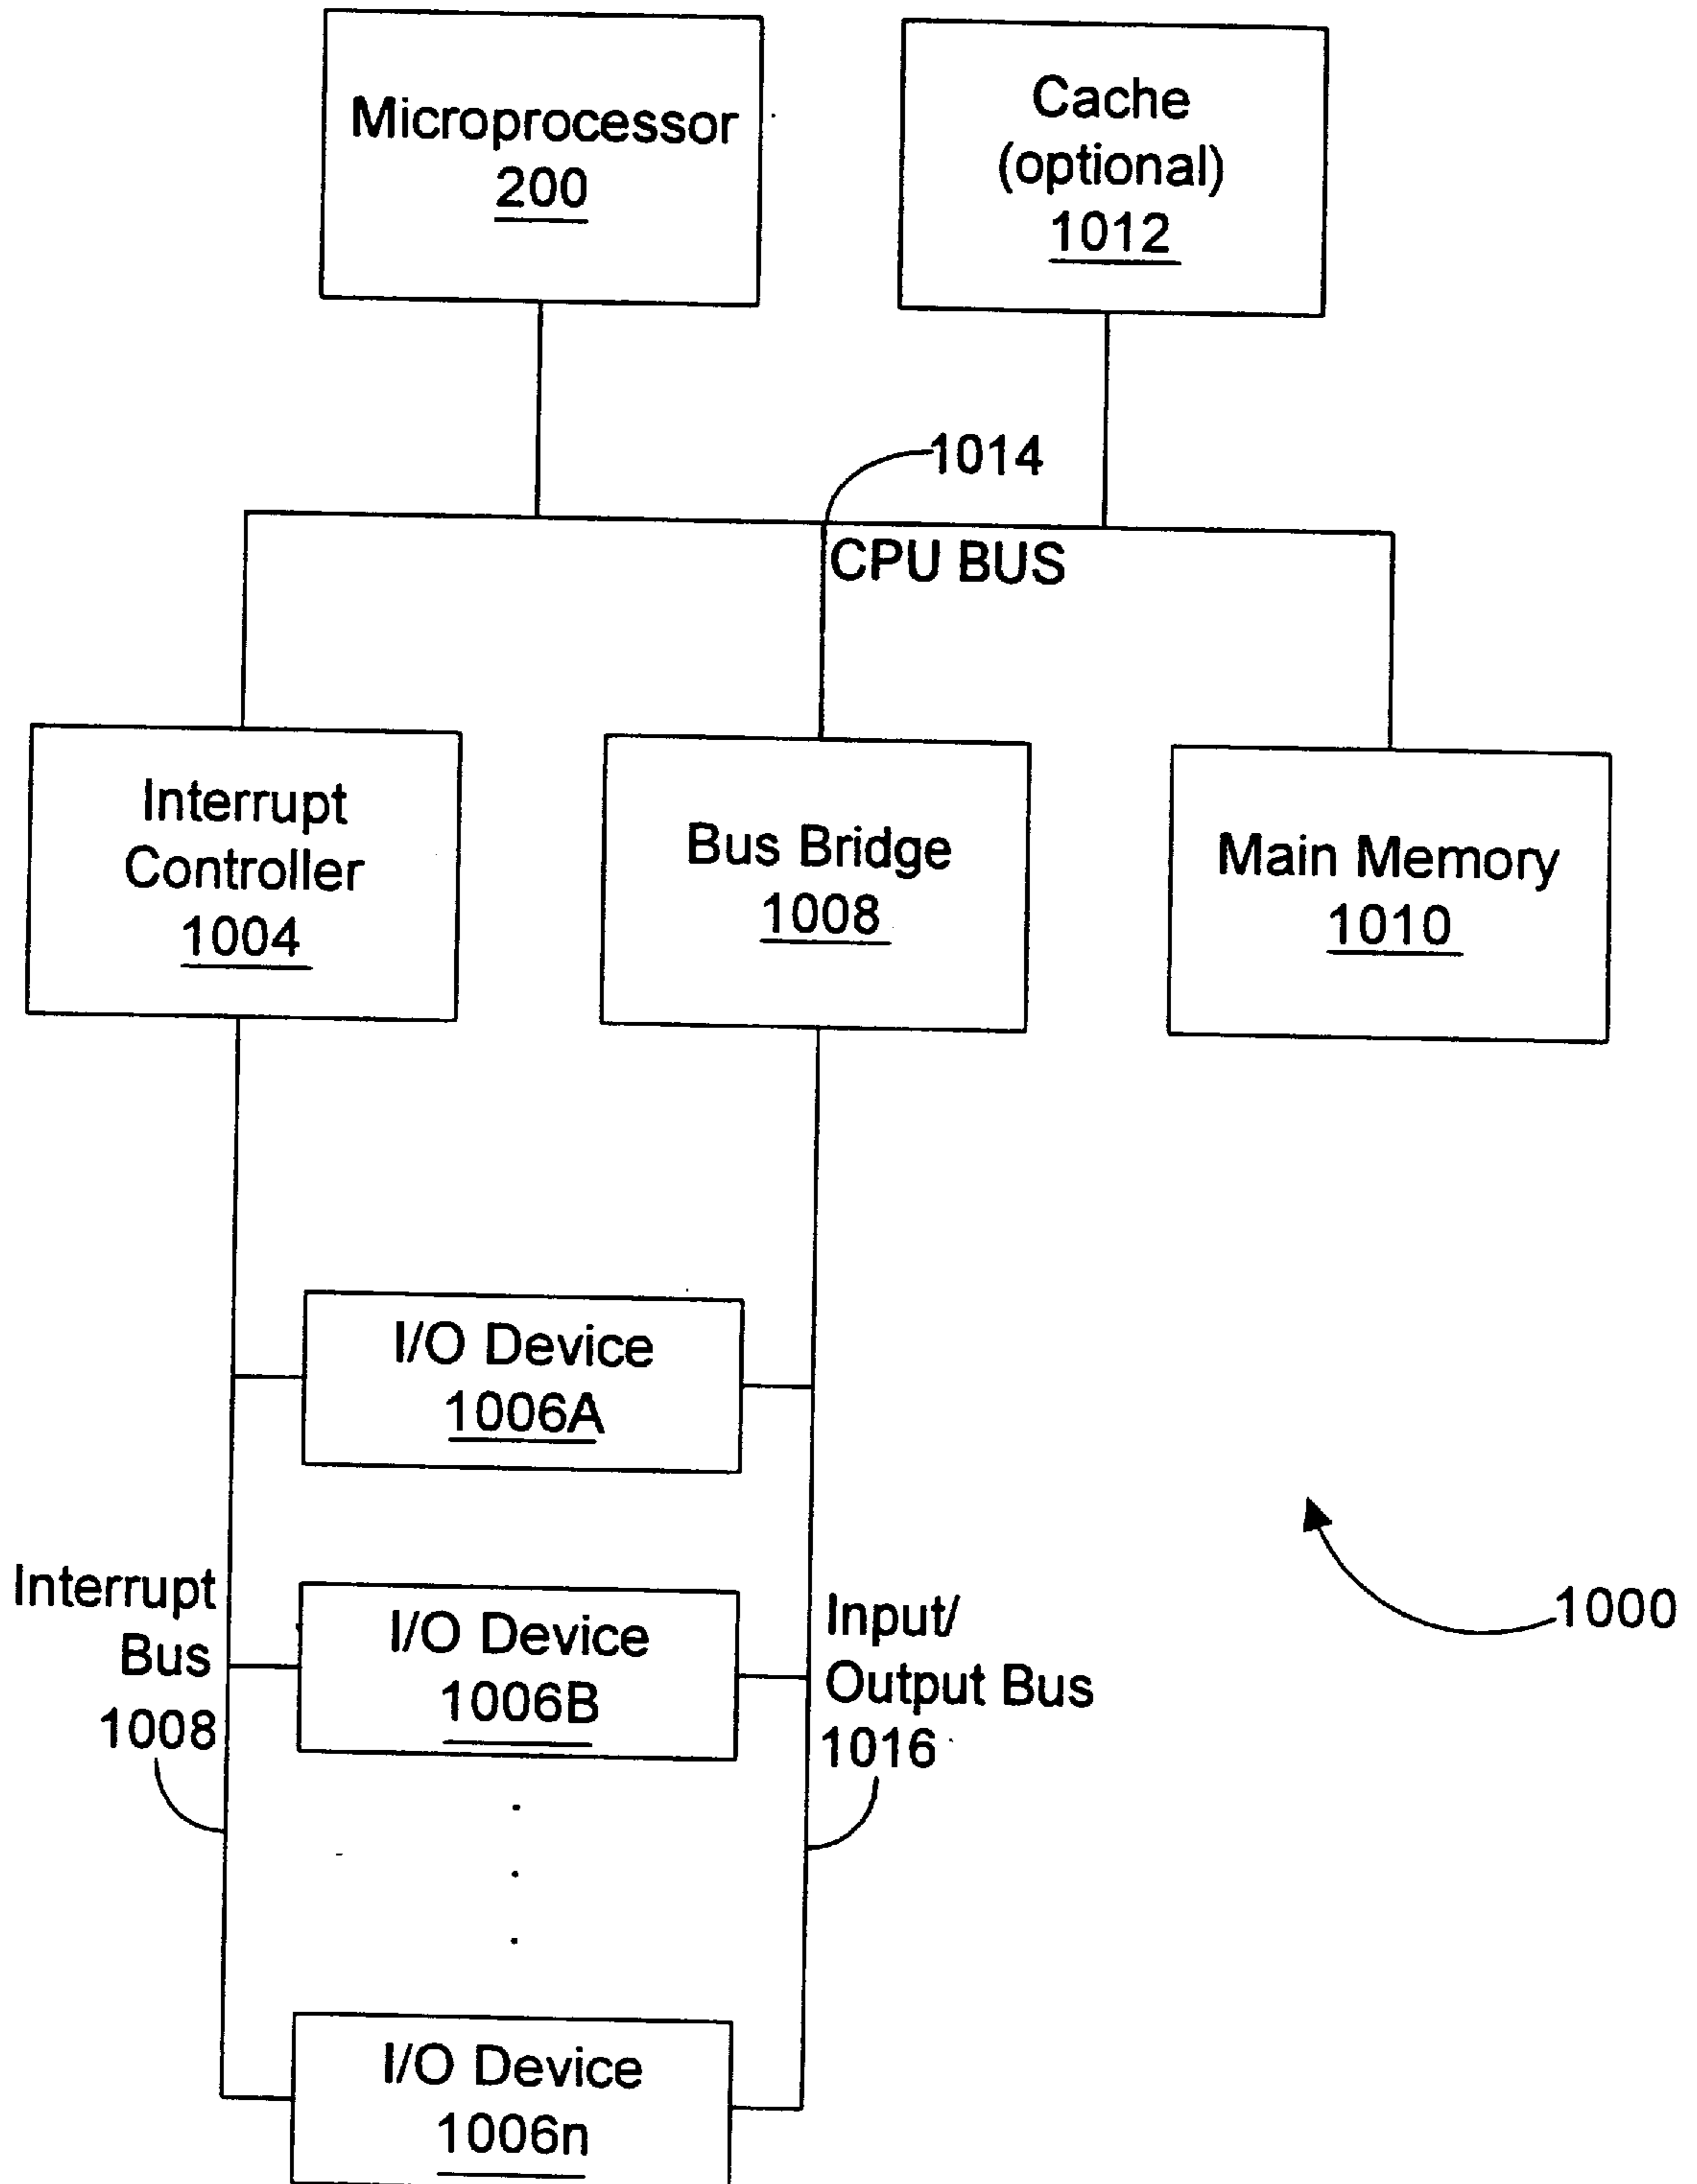 Microprocessor
200
Cache
(optional)
1012
1014
CPU BUS
Interrupt
Controller
1004
Bus Bridge
1008
Main Memory
1010
I/O Device
1006A
Interrupt
Bus
1008
I/O Device
1006B
Input/
Output Bus
1016
1000
I/O Device
1006n